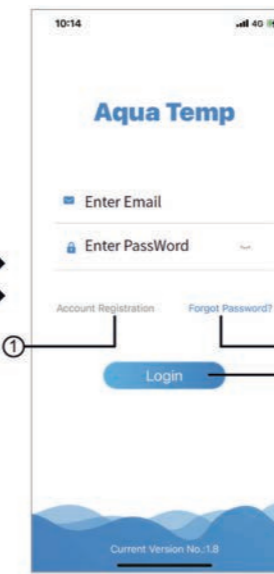 10:14 4G
Aqua Temp
Enter Email
Enter PassWord
Account Registration Forgot Password?
①
Login
Current Version No.:1.8